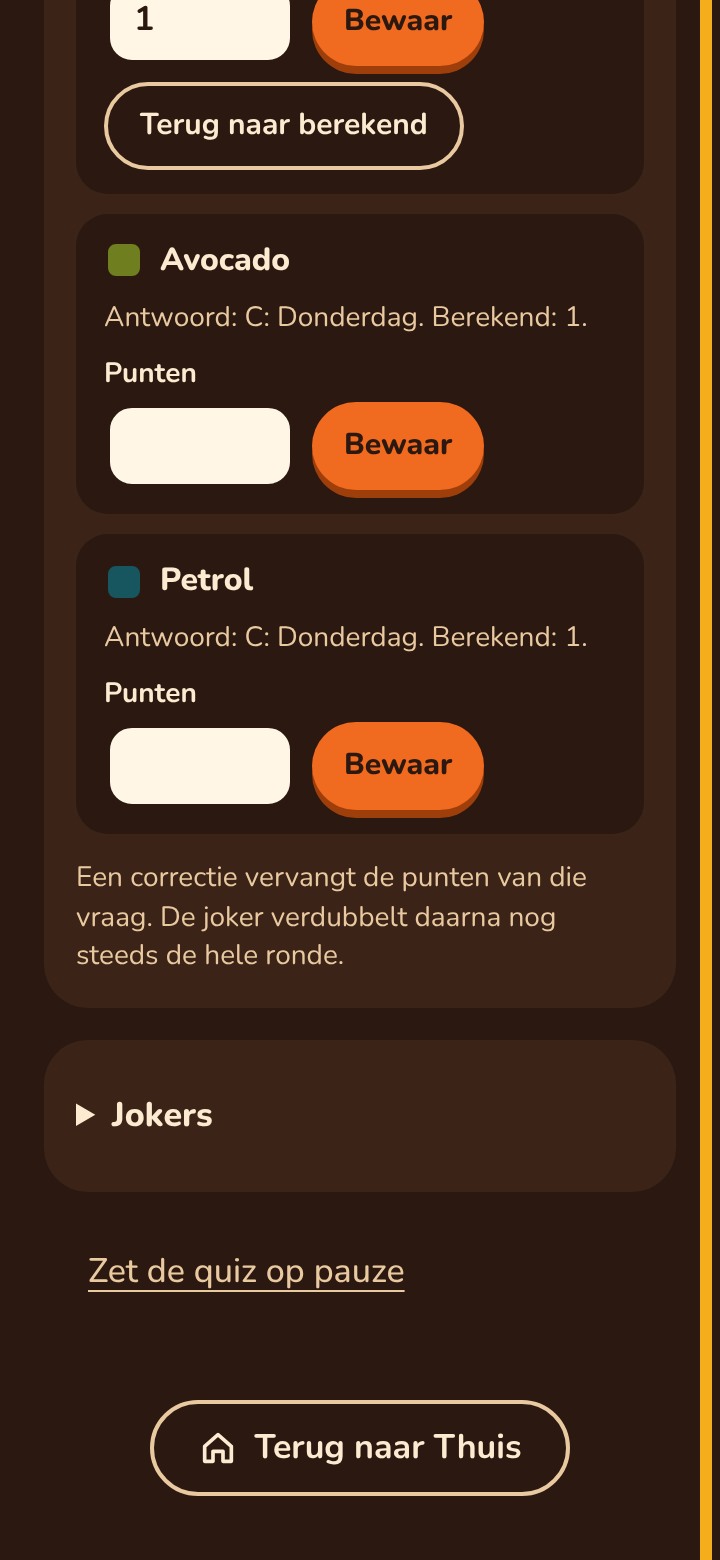 1
Bewaar
Terug naar berekend
Avocado
Antwoord: C: Donderdag. Berekend: 1.
Punten
Bewaar
Petrol
Antwoord: C: Donderdag. Berekend: 1.
Punten
Bewaar
Een correctie vervangt de punten van die
vraag. De joker verdubbelt daarna nog
steeds de hele ronde.
Jokers
Zet de quiz op pauze
Terug naar Thuis